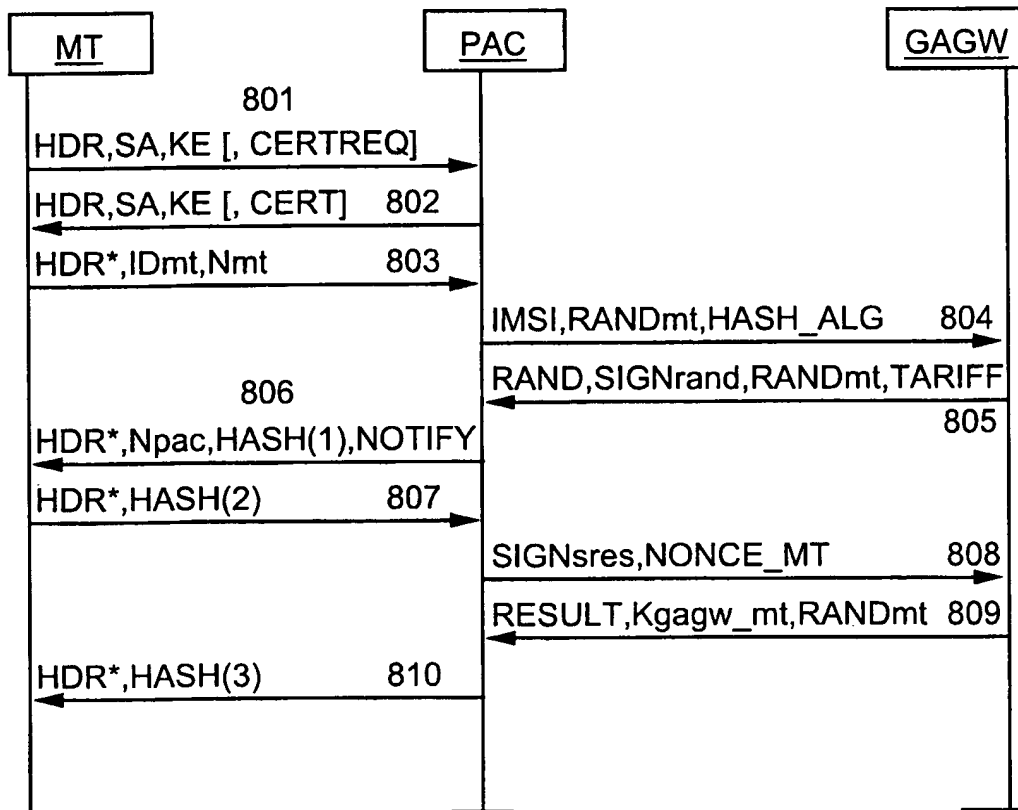 MT
PAC
GAGW
801
HDR,SA,KE [, CERTREQ]
HDR,SA,KE [, CERT] 802
HDR*,IDmt,Nmt 803
IMSI,RANDmt,HASH_ALG 804
RAND,SIGNrand,RANDmt,TARIFF
805
806
HDR*,Npac,HASH(1),NOTIFY
HDR*,HASH(2) 807
SIGNsres,NONCE_MT 808
RESULT,Kgagw_mt,RANDmt 809
HDR*,HASH(3) 810